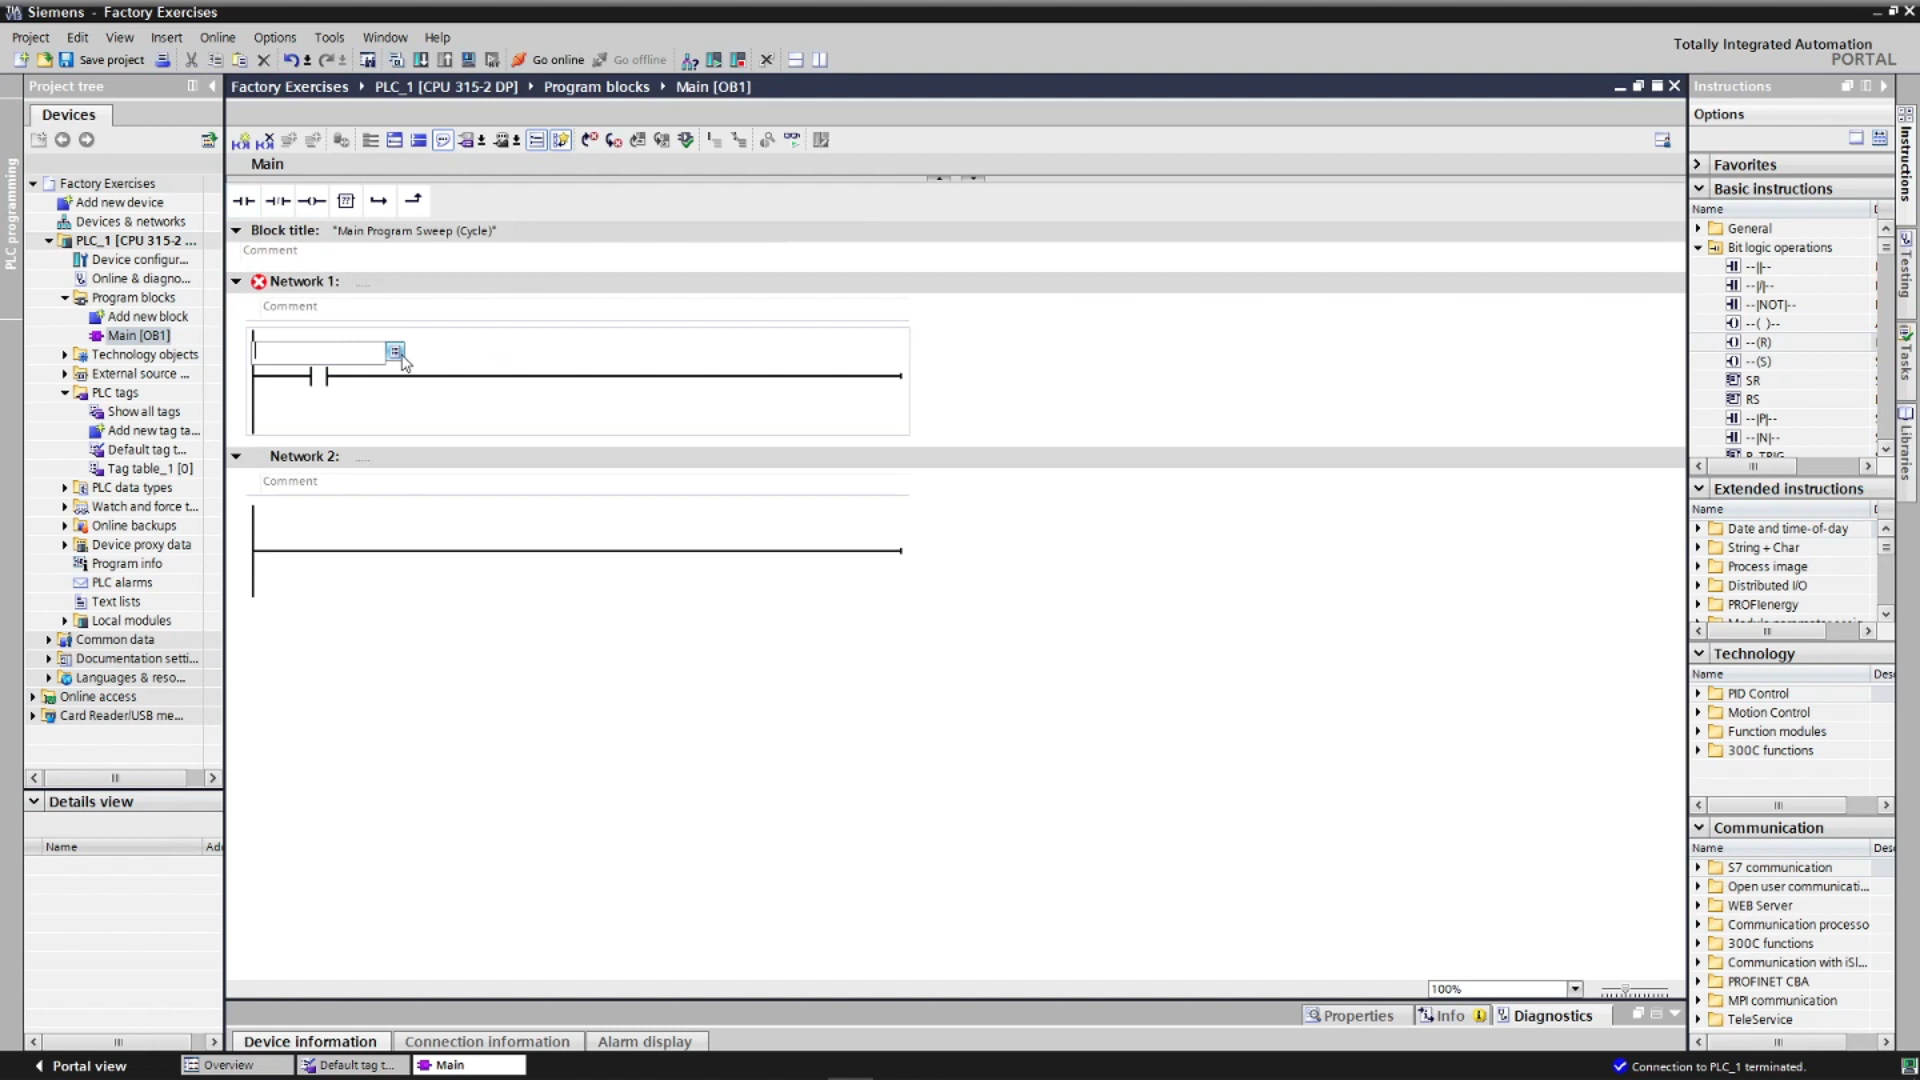 Siemens - Factory Exercises
Project Edit View Insert Online Options Tools Window Help
Totally Integrated Automation
PORTAL
Save project Go online Go offline
Project tree
Factory Exercises PLC_1 [CPU 315-2 DP] Program blocks Main [OB1]
Instructions
Devices
Options
PLC programming
Main
Favorites
Basic instructions
Name
General
Bit logic operations
--||--
--|/|--
--|NOT|--
--( )--
--(R)
--(S)
SR
RS
--|P|--
--|N|--
P_TRIG
Extended instructions
Name
Date and time-of-day
String + Char
Process image
Distributed I/O
PROFIenergy
Technology
Name Des
PID Control
Motion Control
Function modules
300C functions
Communication
Name Des
S7 communication
Open user communicati...
WEB Server
Communication processo
300C functions
Communication with iSl...
PROFINET CBA
MPI communication
TeleService
Instructions
Testing
Tasks
Libraries
Factory Exercises
Add new device
Devices & networks
PLC_1 [CPU 315-2 ...
Device configur...
Online & diagno...
Program blocks
Add new block
Main [OB1]
Technology objects
External source ...
PLC tags
Show all tags
Add new tag ta...
Default tag t...
Tag table_1 [0]
PLC data types
Watch and force t...
Online backups
Device proxy data
Program info
PLC alarms
Text lists
Local modules
Common data
Documentation setti...
Languages & reso...
Online access
Card Reader/USB me...
Details view
Name Ad
??
Block title: "Main Program Sweep (Cycle)"
Comment
Network 1: .....
Comment
Network 2: .....
Comment
100%
Properties Info Diagnostics
Device information Connection information Alarm display
Portal view Overview Default tag t... Main
Connection to PLC_1 terminated.